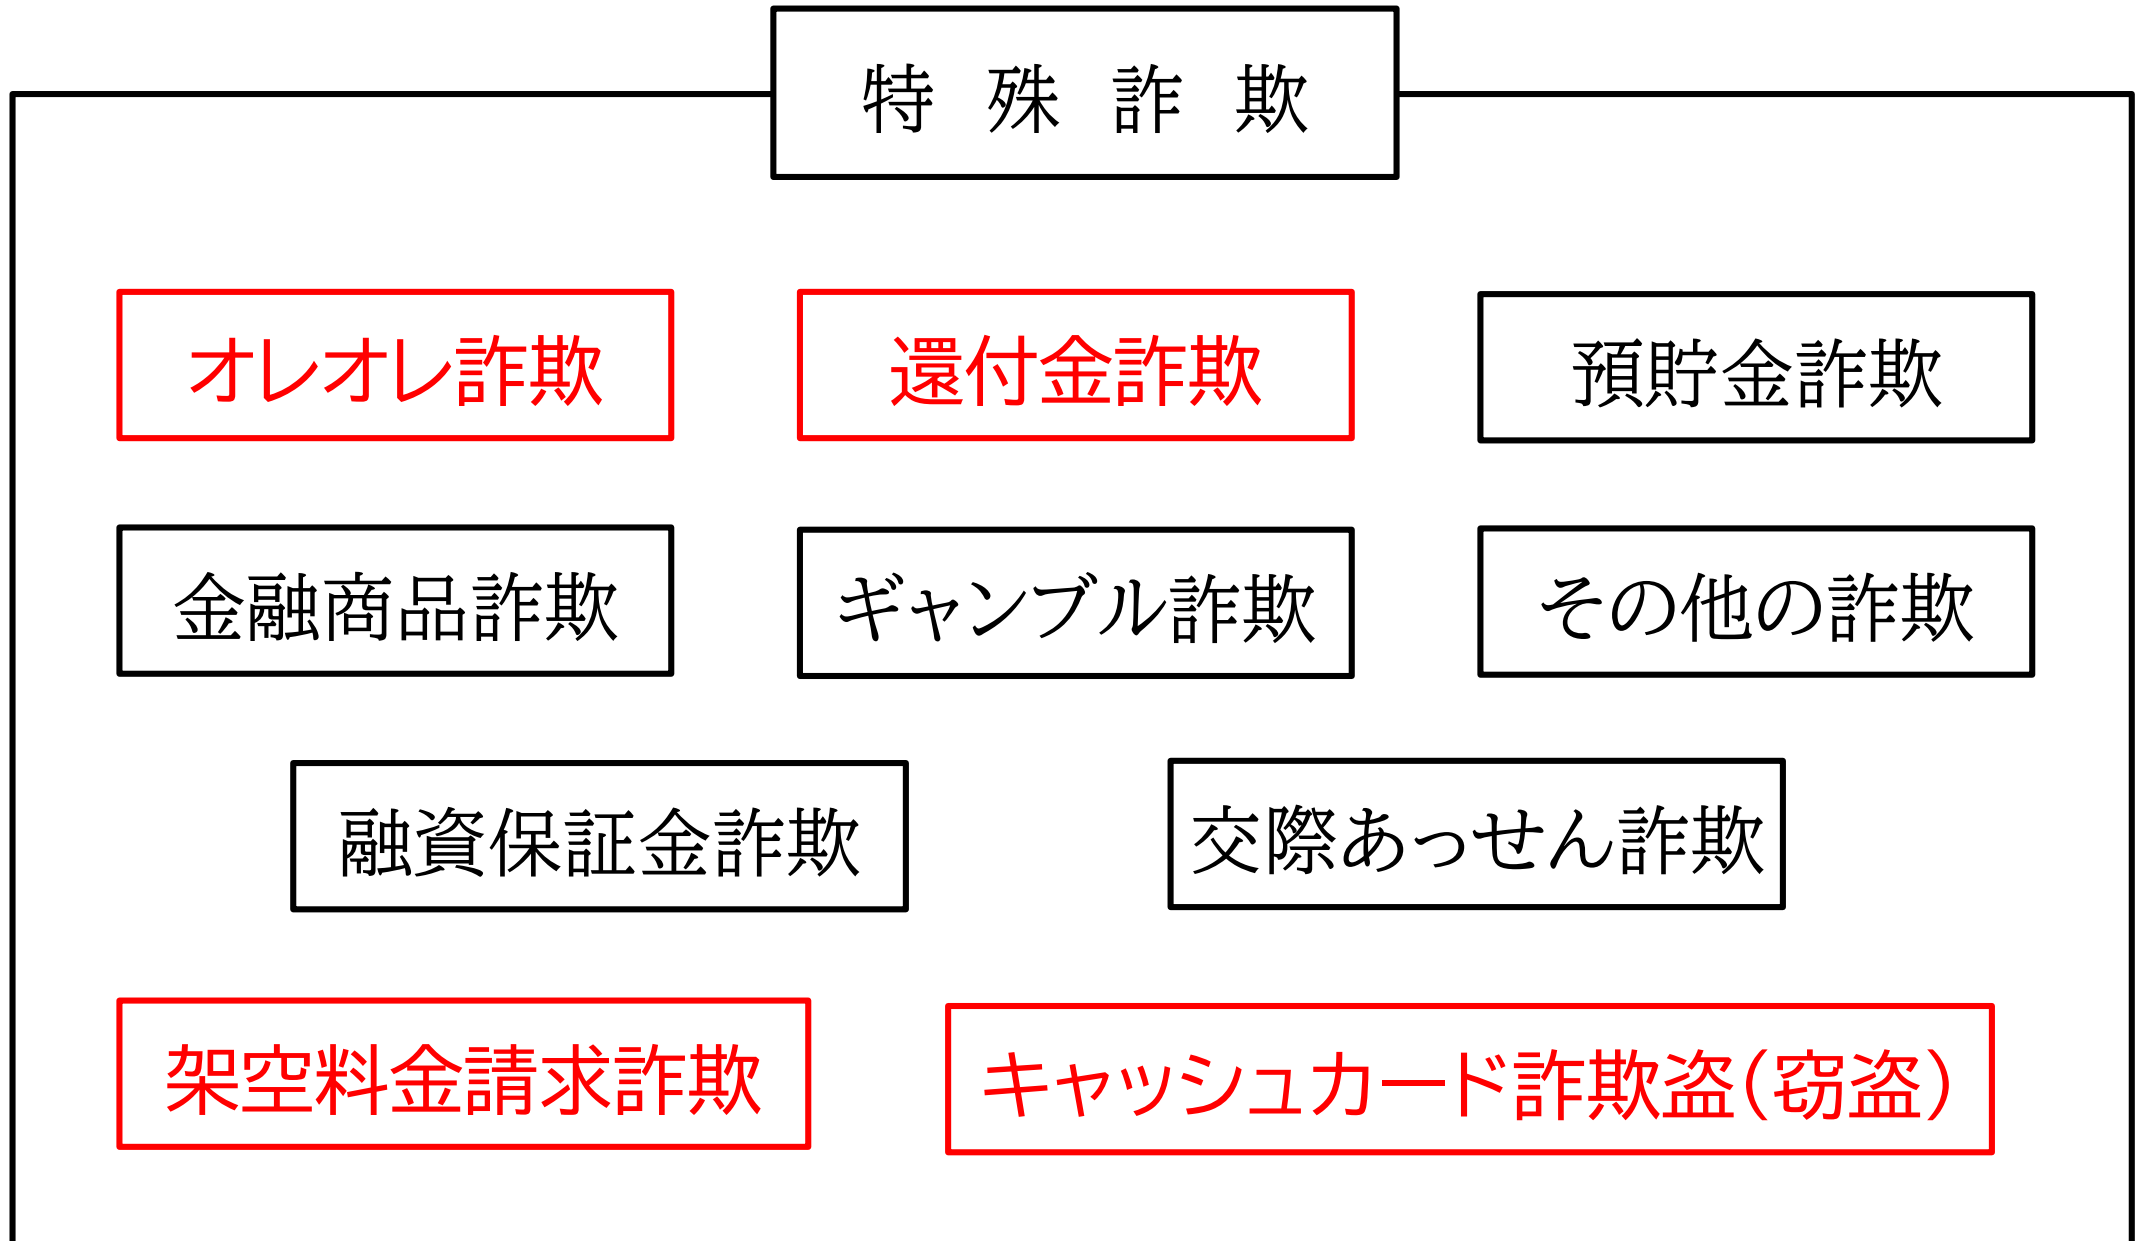 特殊詐欺
オレオレ詐欺
還付金詐欺
預貯金詐欺
金融商品詐欺
ギャンブル詐欺
その他の詐欺
融資保証金詐欺
交際あっせん詐欺
架空料金請求詐欺
キャッシュカード詐欺盗(窃盗)